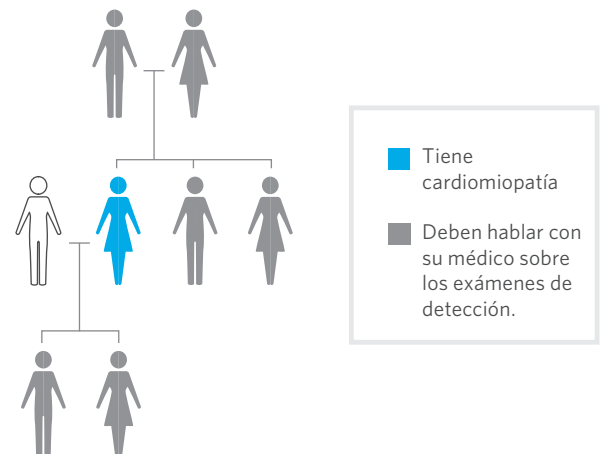 Tiene
cardiomiopatía
Deben hablar con
su médico sobre
los exámenes de
detección.